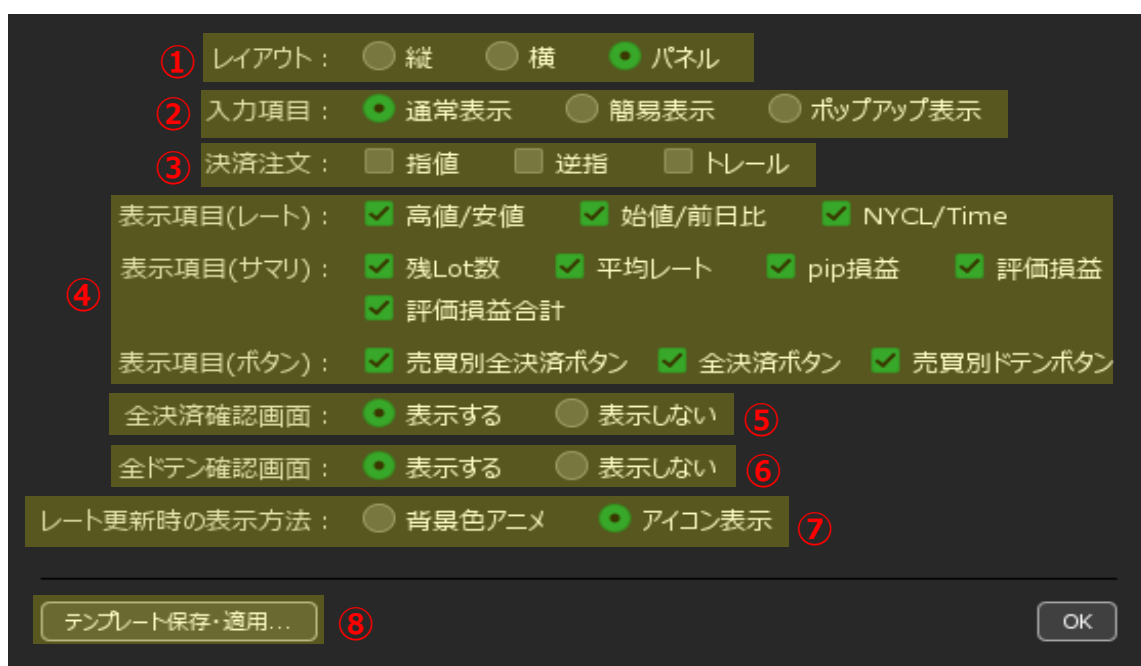 ① レイアウト： 縦 横 パネル
② 入力項目： 通常表示 簡易表示 ポップアップ表示
③ 決済注文： 指値 逆指 トレール
表示項目(レート)： 高値/安値 始値/前日比 NYCL/Time
④ 表示項目(サマリ)： 残Lot数 平均レート pip損益 評価損益
評価損益合計
表示項目(ボタン)： 売買別全決済ボタン 全決済ボタン 売買別ドテンボタン
全決済確認画面： 表示する 表示しない ⑤
全ドテン確認画面： 表示する 表示しない ⑥
レート更新時の表示方法： 背景色アニメ アイコン表示 ⑦
テンプレート保存・適用... ⑧ OK